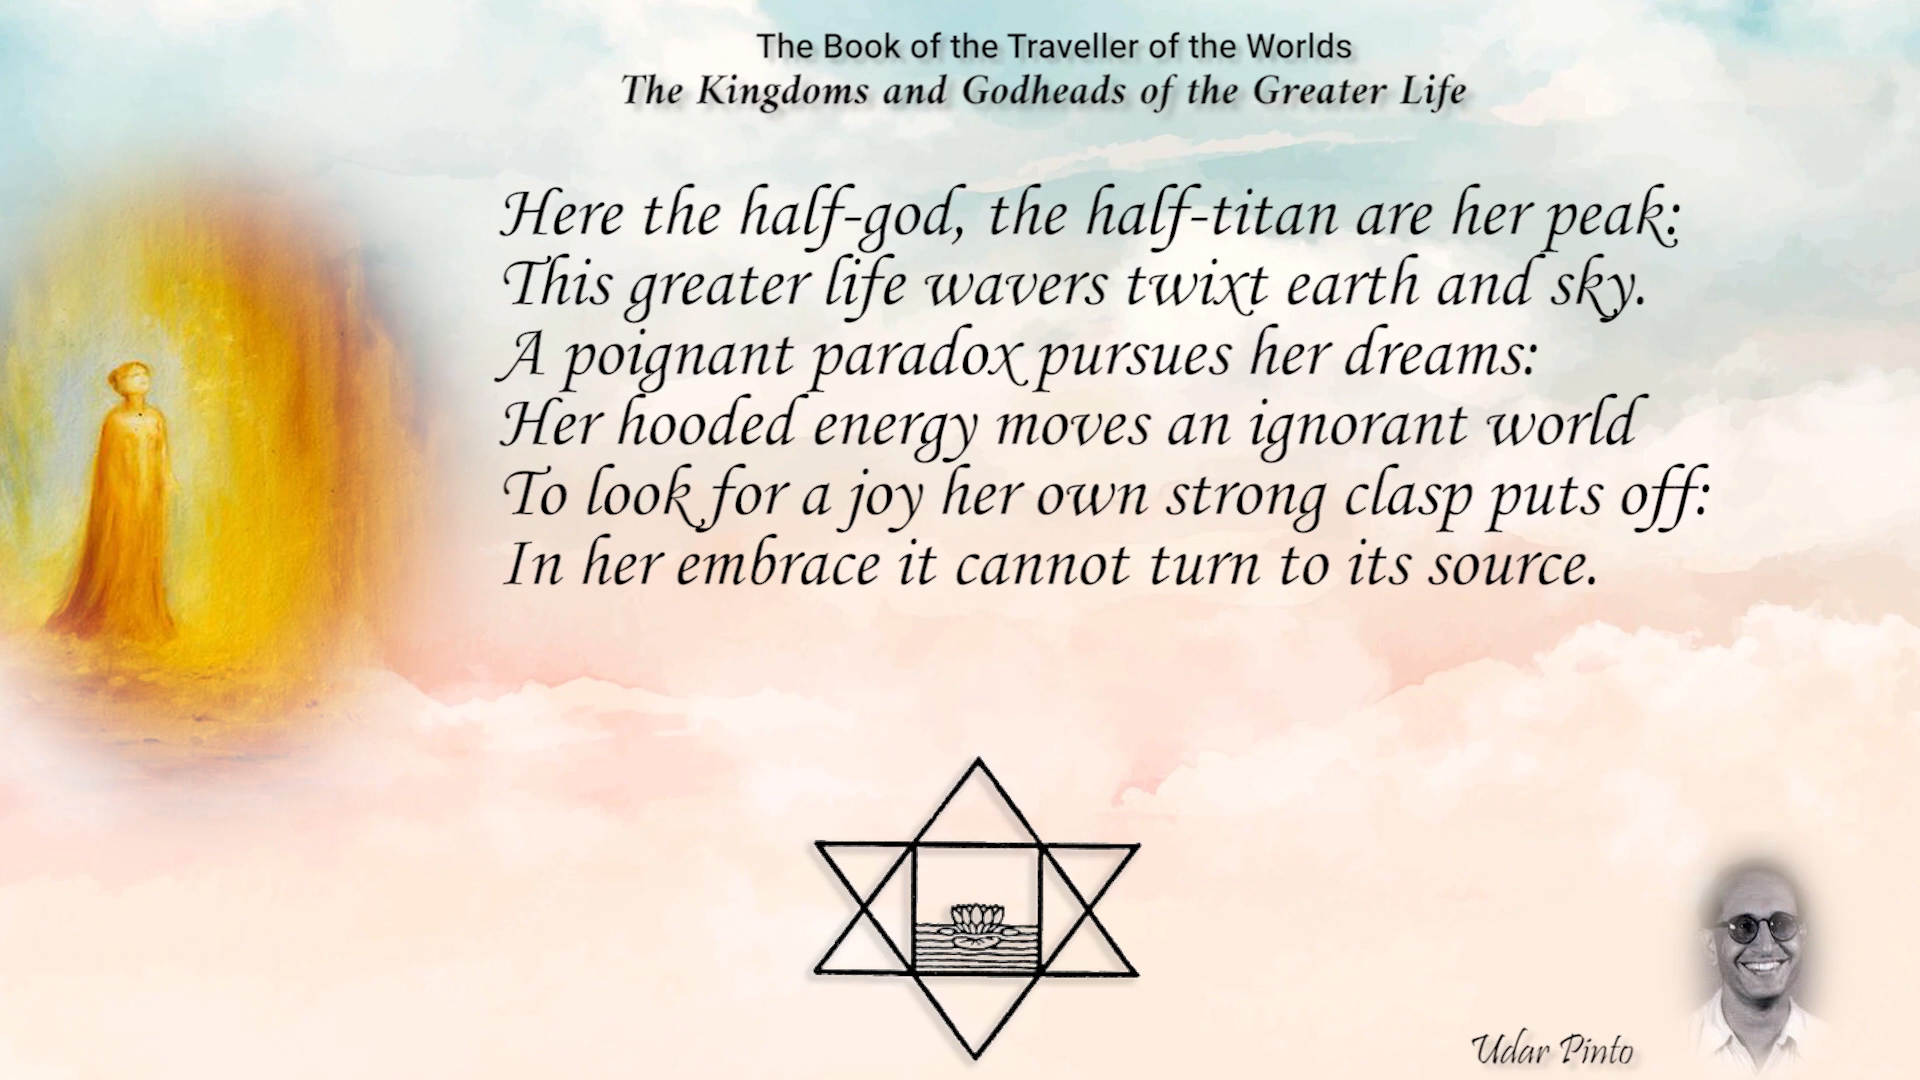 The Book of the Traveller of the Worlds
The Kingdoms and Godheads of the Greater Life
Here the half-god, the half-titan are her peak:
This greater life wavers twixt earth and sky.
A poignant paradox pursues her dreams:
Her hooded energy moves an ignorant world
To look for a joy her own strong clasp puts off:
In her embrace it cannot turn to its source.
Udar Pinto